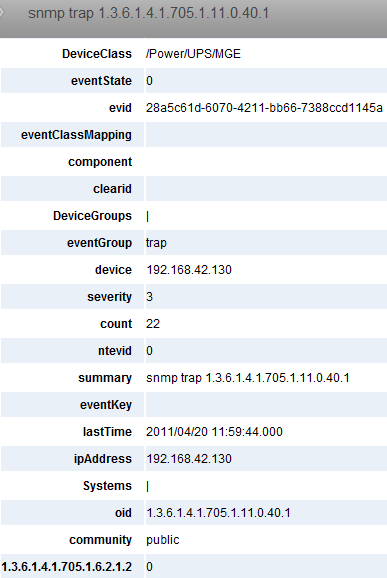 snmp trap 1.3.6.1.4.1.705.1.11.0.40.1
DeviceClass /Power/UPS/MGE
eventState 0
evid 28a5c61d-6070-4211-bb66-7388ccd1145a
eventClassMapping
component
clearid
DeviceGroups |
eventGroup trap
device 192.168.42.130
severity 3
count 22
ntevid 0
summary snmp trap 1.3.6.1.4.1.705.1.11.0.40.1
eventKey
lastTime 2011/04/20 11:59:44.000
ipAddress 192.168.42.130
Systems |
oid 1.3.6.1.4.1.705.1.11.0.40.1
community public
1.3.6.1.4.1.705.1.6.2.1.2 0